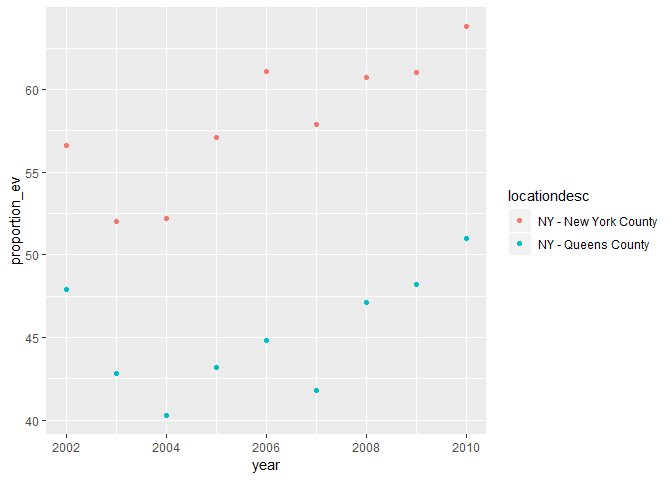 60
55
50
45
40
proportion_ev
2002
2004
2006
2008
2010
year
locationdesc
NY - New York County
NY - Queens County